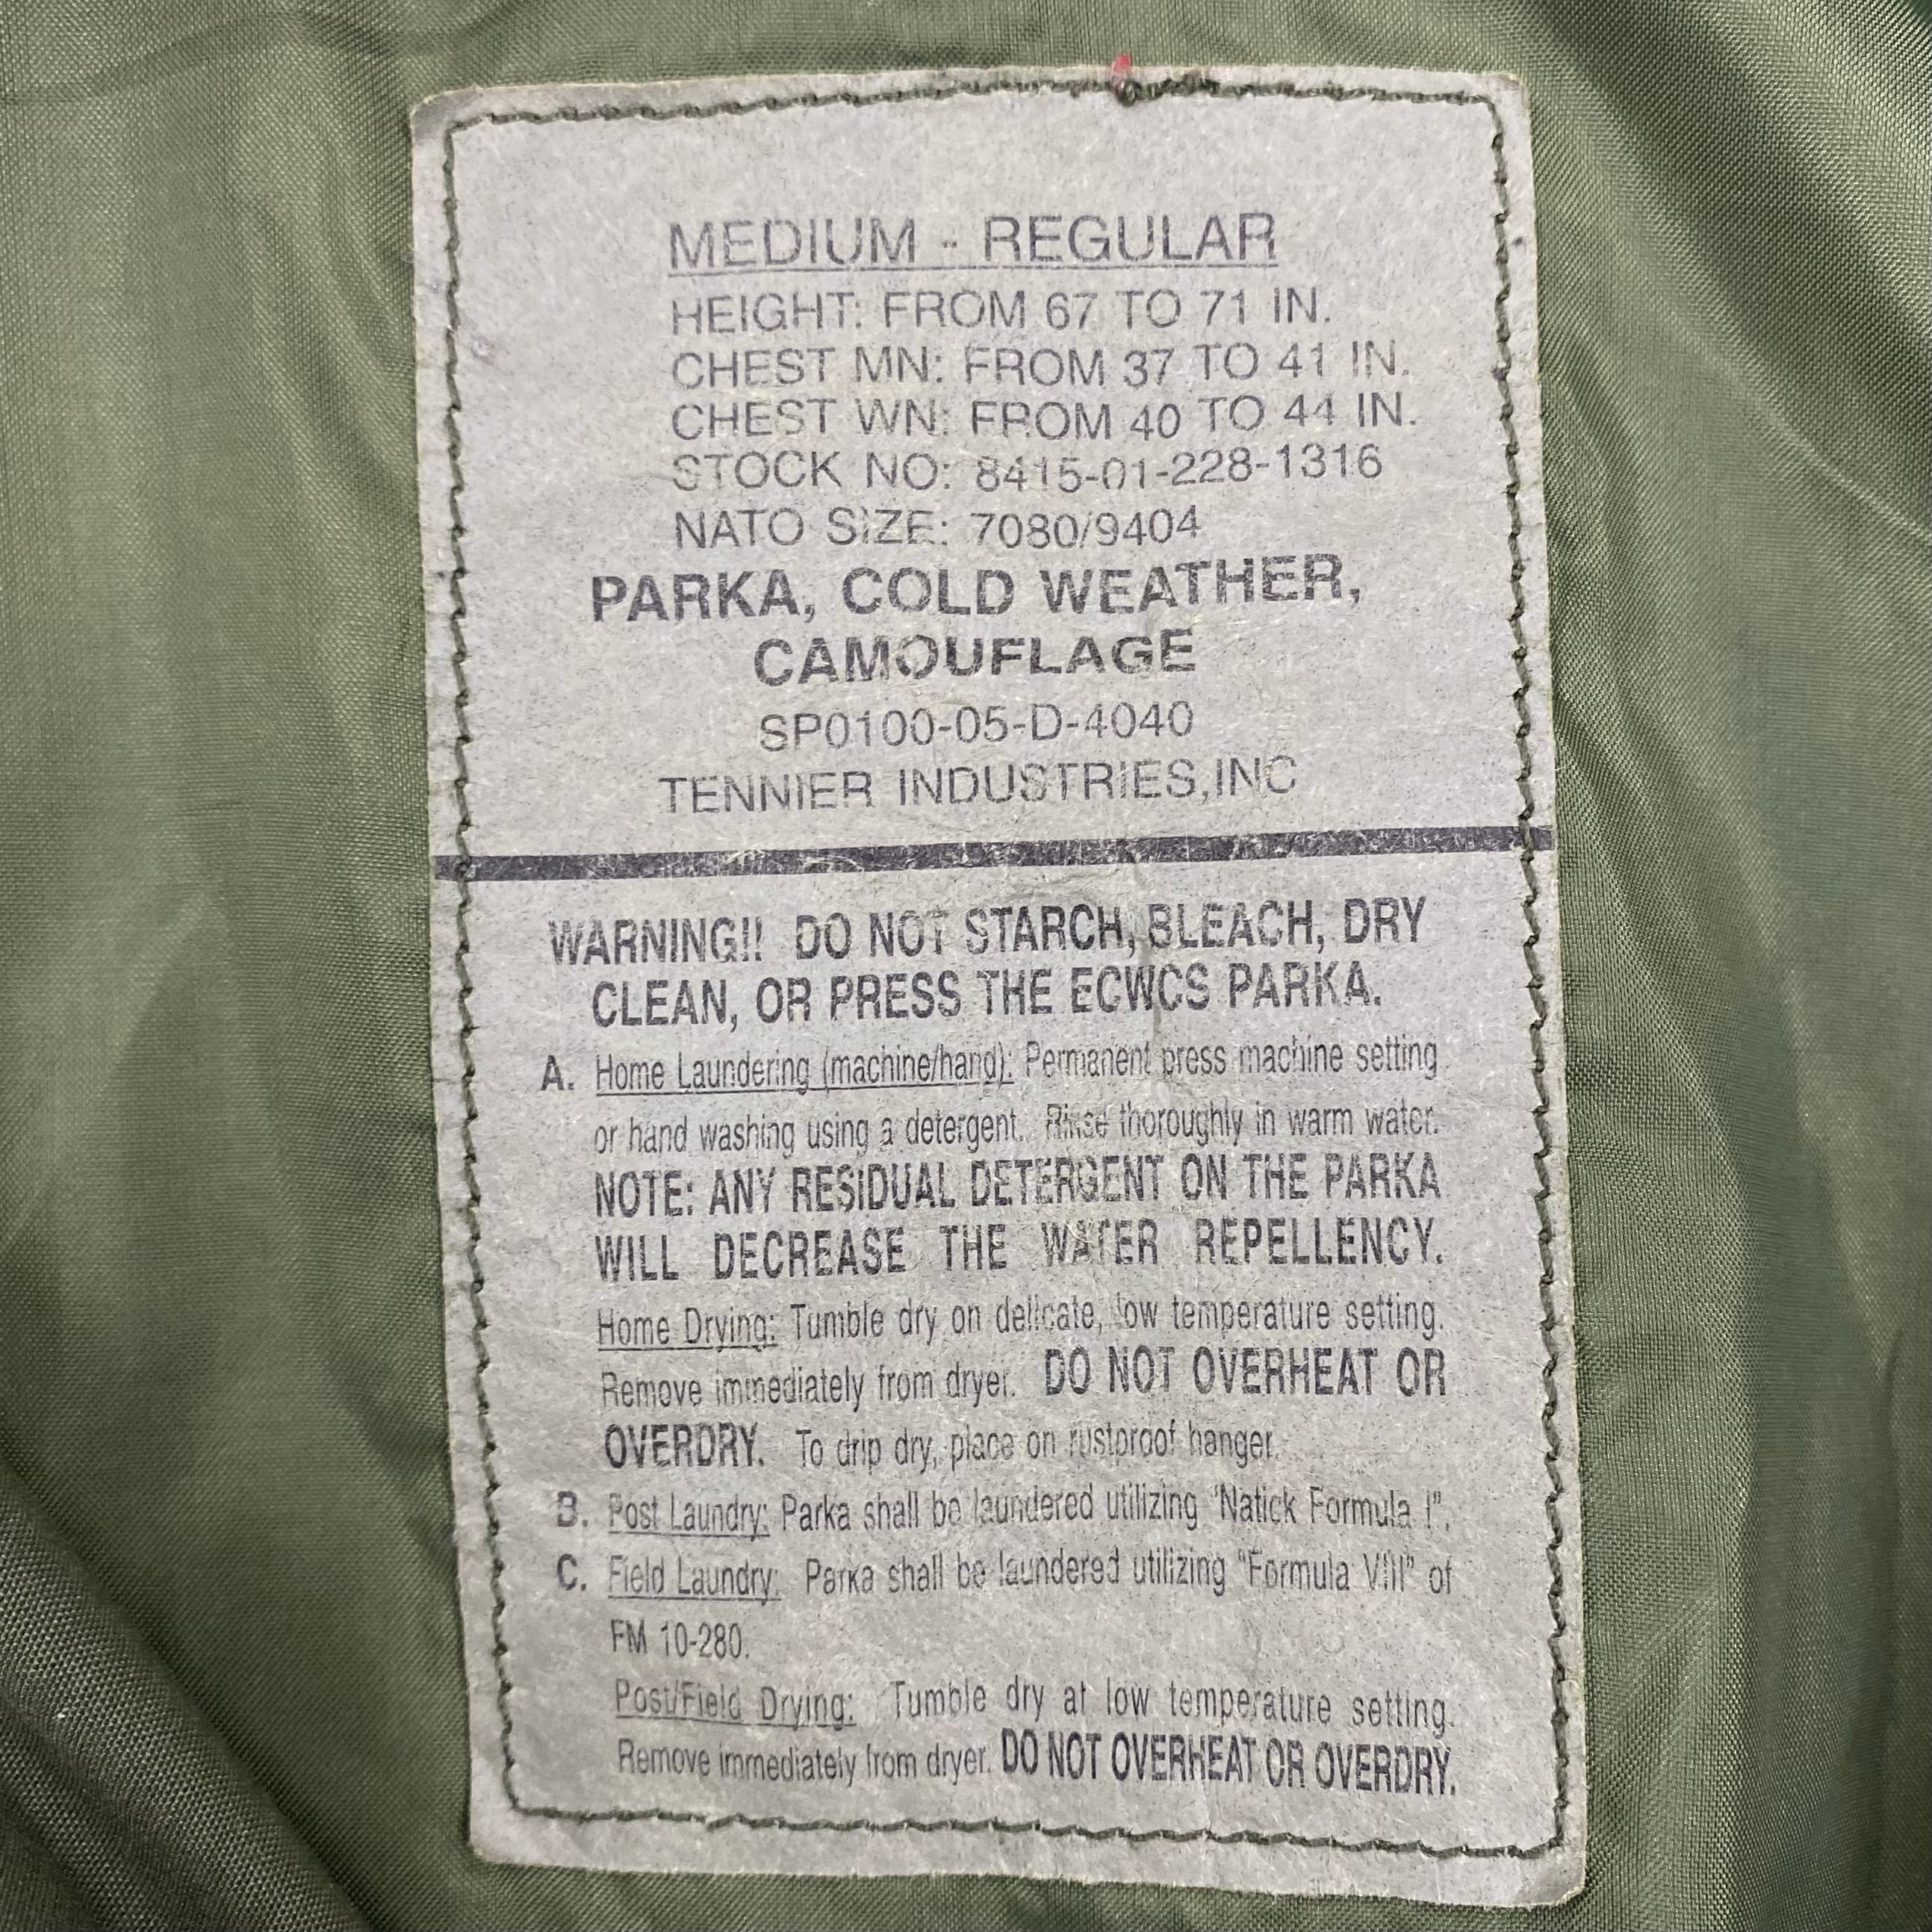 MEDIUM - REGULAR
HEIGHT: FROM 67 TO 71 IN.
CHEST MN: FROM 37 TO 41 IN.
CHEST WN: FROM 40 TO 44 IN.
STOCK NO: 8415-01-228-1316
NATO SIZE: 7080/9404
PARKA, COLD WEATHER,
CAMOUFLAGE
SP0100-05-D-4040
TENNIER INDUSTRIES,INC
WARNING!! DO NOT STARCH, BLEACH, DRY
CLEAN, OR PRESS THE ECWCS PARKA.
A. Home Laundering (machine/hand): Permanent press machine setting
or hand washing using a detergent. Rinse thoroughly in warm water.
NOTE: ANY RESIDUAL DETERGENT ON THE PARKA
WILL DECREASE THE WATER REPELLENCY.
Home Drying: Tumble dry on delicate, low temperature setting.
Remove immediately from dryer. DO NOT OVERHEAT OR
OVERDRY. To drip dry, place on rustproof hanger.
B. Post Laundry: Parka shall be laundered utilizing "Natick Formula I".
C. Field Laundry: Parka shall be laundered utilizing "Formula VIII" of
FM 10-280.
Post/Field Drying: Tumble dry at low temperature setting.
Remove immediately from dryer. DO NOT OVERHEAT OR OVERDRY.